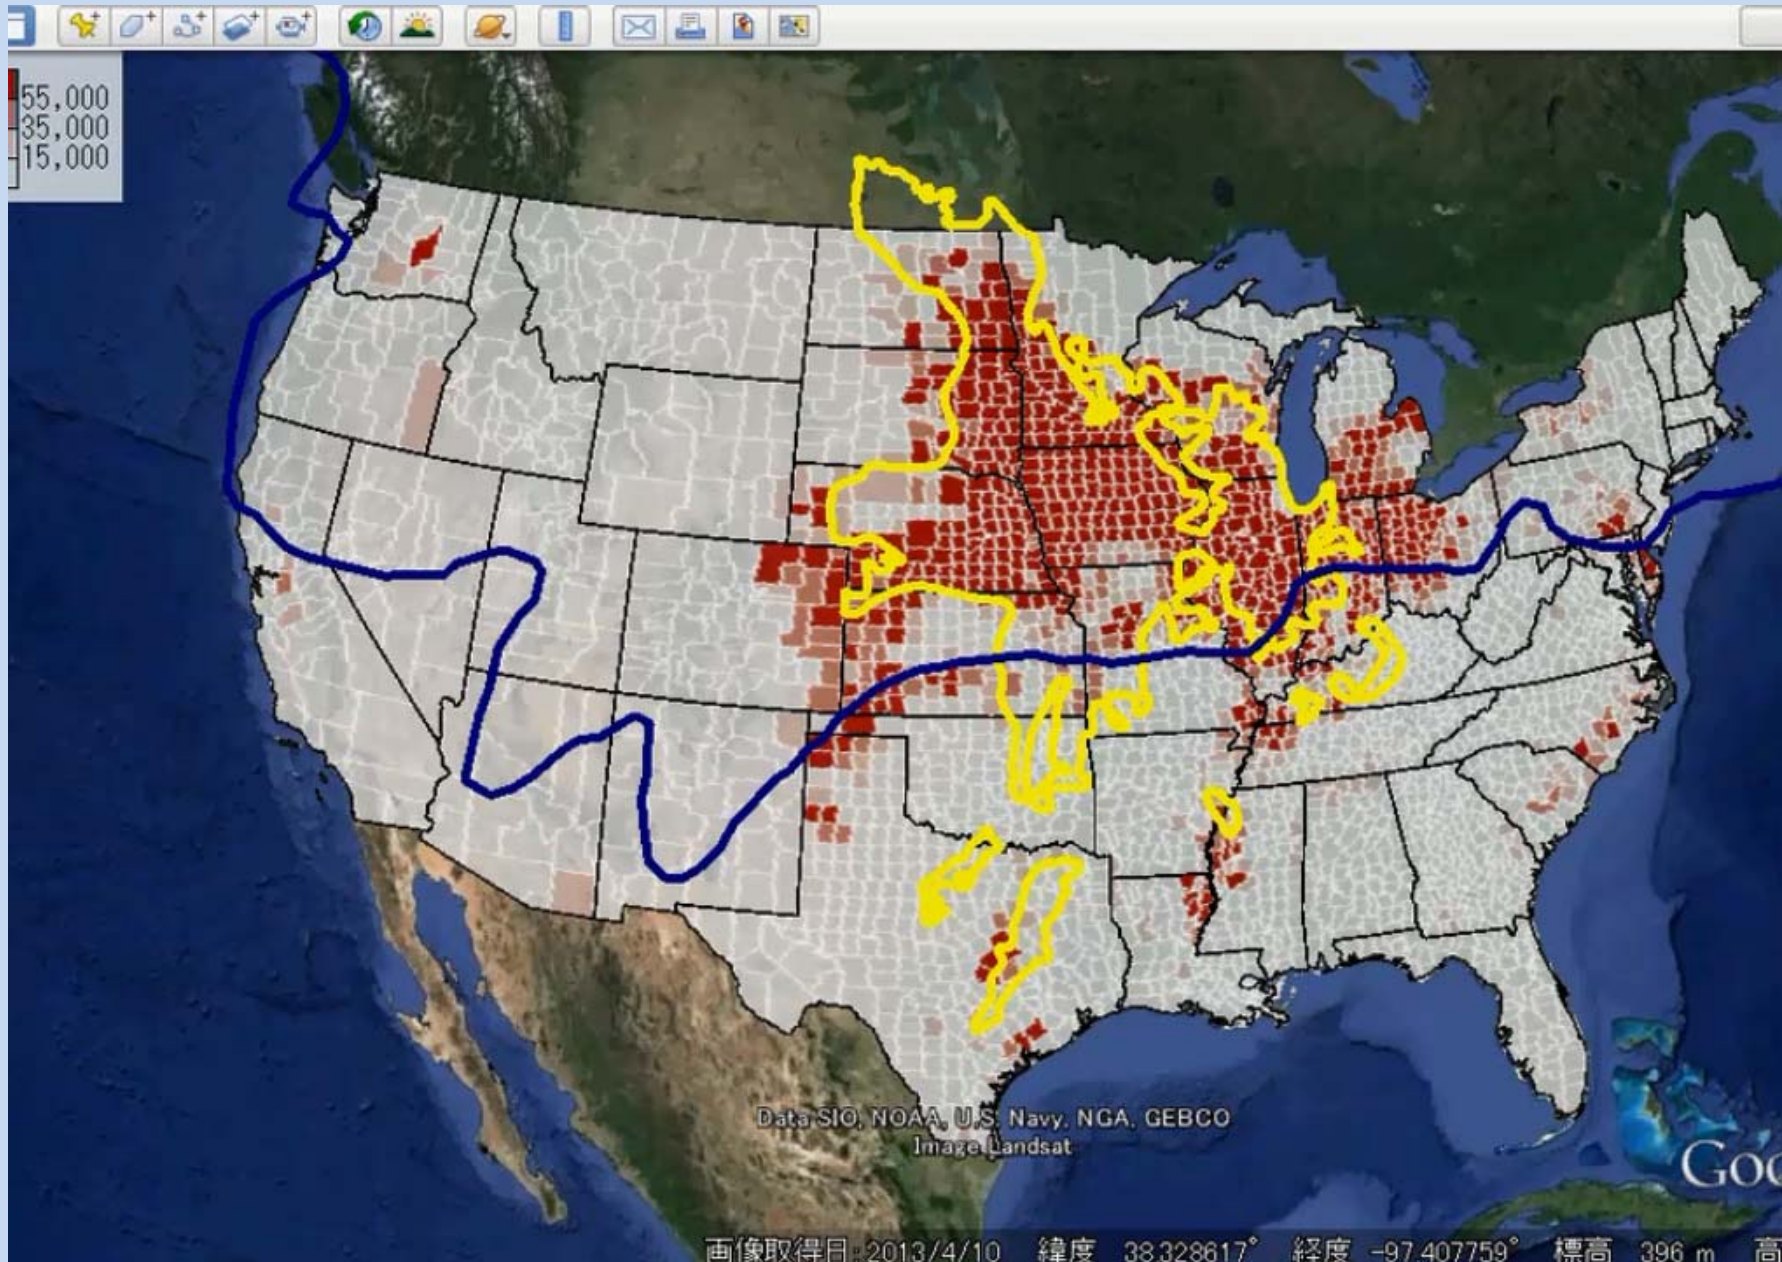 55,000
35,000
15,000
Data SIO, NOAA, U.S. Navy, NGA, GEBCO
Image Landsat
Goo
画像取得日: 2013/4/10 緯度 38.328617° 経度 -97.407759° 標高 396 m 高